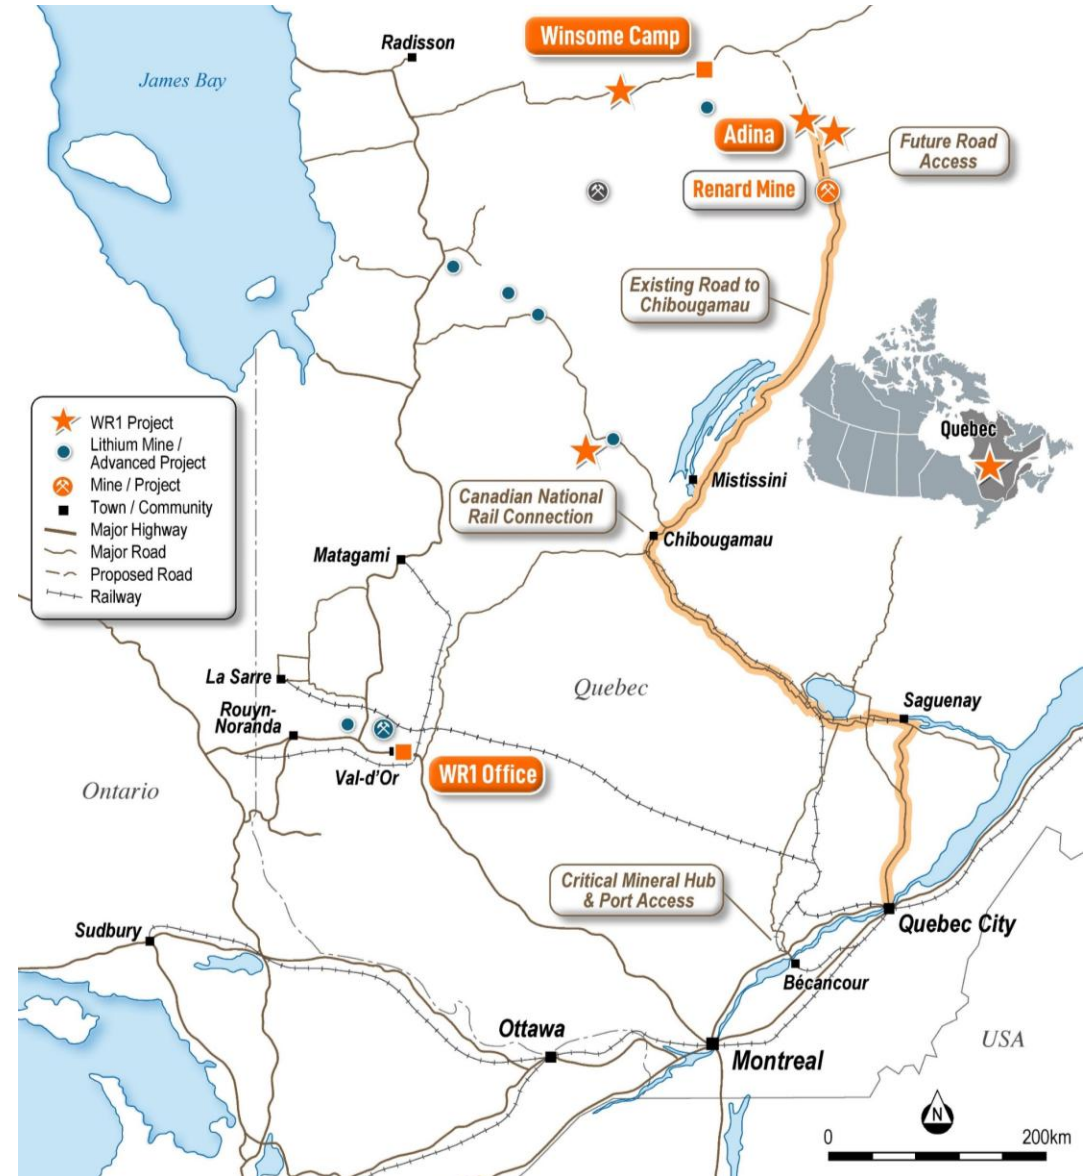 Radisson
Winsome Camp
James Bay
Adina
Future Road
Access
Renard Mine
Existing Road to
Chibougamau
WR1 Project
Lithium Mine /
Advanced Project
Mine / Project
Town / Community
Major Highway
Major Road
Proposed Road
Railway
Quebec
Mistissini
Canadian National
Rail Connection
Chibougamau
Matagami
La Sarre
Quebec
Rouyn-
Noranda
Saguenay
Val-d'Or
WR1 Office
Ontario
Critical Mineral Hub
& Port Access
Sudbury
Quebec City
Bécancour
Ottawa
Montreal
USA
N
0 200km